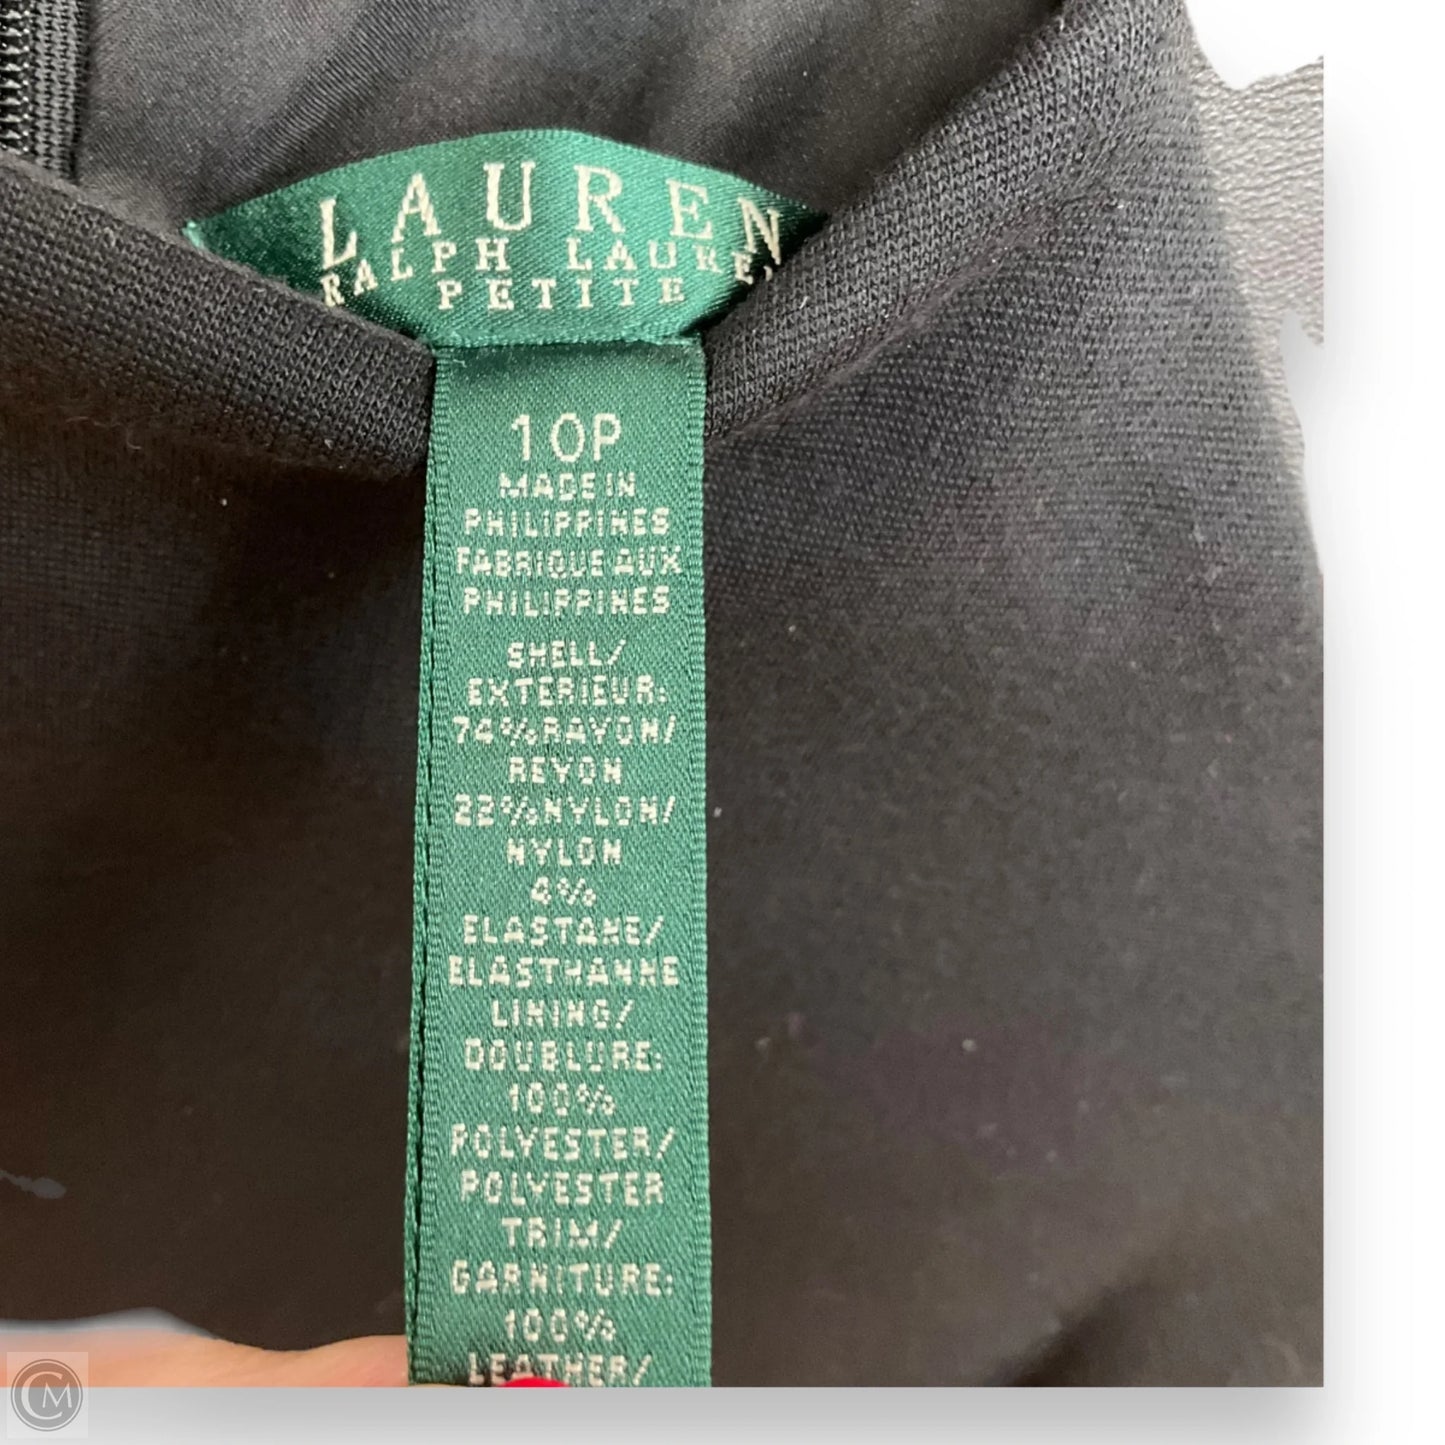 LAUREN
RALPH LAUREN
PETITE
10P
MADE IN
PHILIPPINES
FABRIQUE AUX
PHILIPPINES
SHELL/
EXTERIEUR:
74% RAYON/
REYON
22% NYLON/
NYLON
4%
ELASTANE/
ELASTHANNE
LINING/
DOUBLURE:
100%
POLYESTER/
POLYESTER
TRIM/
GARNITURE:
100%
LEATHER/
CM